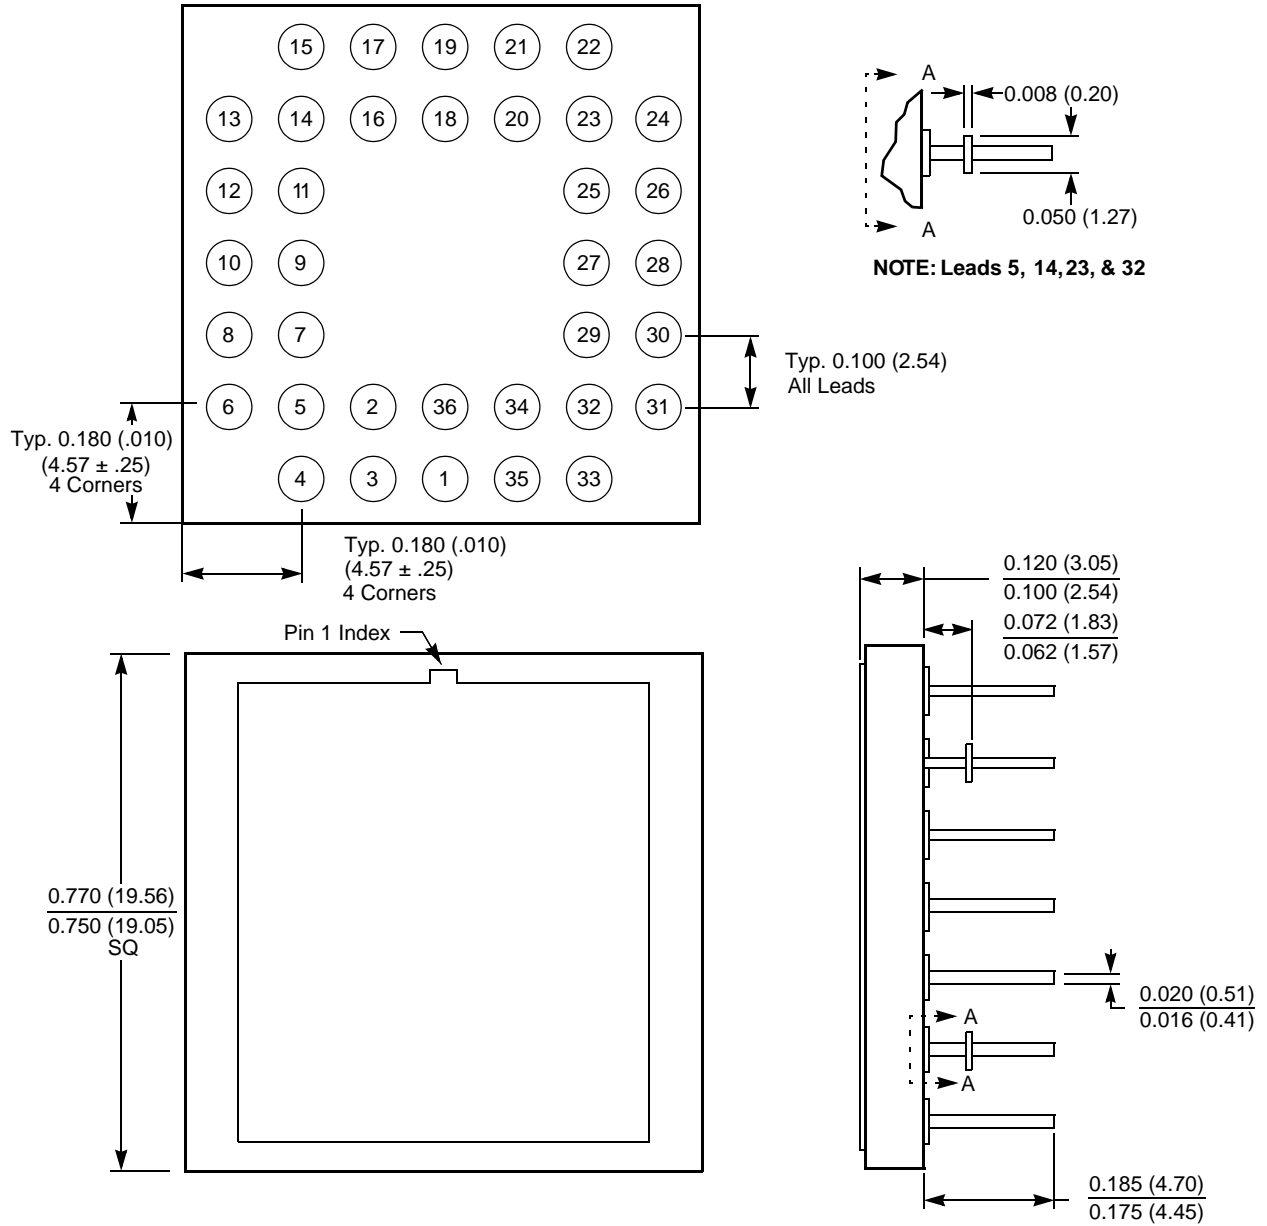 15 17 19 21 22
13 14 16 18 20 23 24
12 11 25 26
10 9 27 28
8 7 29 30
6 5 2 36 34 32 31
4 3 1 35 33
Typ. 0.100 (2.54)
All Leads
Typ. 0.180 (.010)
(4.57 ± .25)
4 Corners
Typ. 0.180 (.010)
(4.57 ± .25)
4 Corners
A
0.008 (0.20)
0.050 (1.27)
A
NOTE: Leads 5, 14, 23, & 32
Pin 1 Index
0.770 (19.56)
0.750 (19.05)
SQ
0.120 (3.05)
0.100 (2.54)
0.072 (1.83)
0.062 (1.57)
0.020 (0.51)
0.016 (0.41)
A
A
0.185 (4.70)
0.175 (4.45)